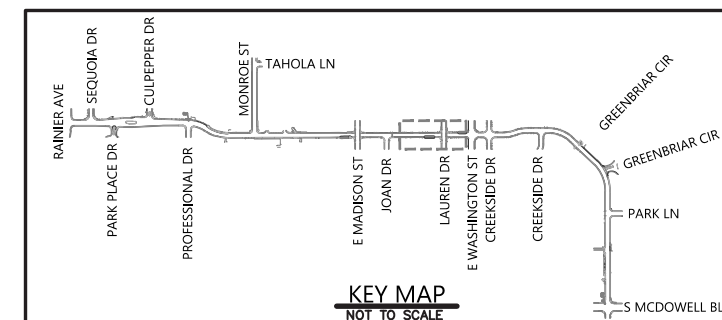 RAINIER AVE
SEQUOIA DR
PARK PLACE DR
CULPEPPER DR
PROFESSIONAL DR
MONROE ST
TAHOLA LN
E MADISON ST
JOAN DR
LAUREN DR
E WASHINGTON ST
CREEKSIDE DR
CREEKSIDE DR
GREENBRIAR CIR
GREENBRIAR CIR
PARK LN
S MCDOWELL BL
KEY MAP
NOT TO SCALE